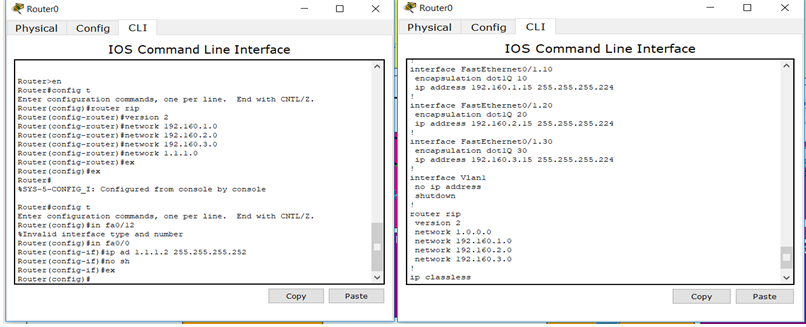 Router0
Physical Config CLI
IOS Command Line Interface
Router>en
Router#config t
Enter configuration commands, one per line.  End with CNTL/Z.
Router(config)#router rip
Router(config-router)#version 2
Router(config-router)#network 192.160.1.0
Router(config-router)#network 192.160.2.0
Router(config-router)#network 192.160.3.0
Router(config-router)#network 1.1.1.0
Router(config-router)#ex
Router(config)#ex
Router#
%SYS-5-CONFIG_I: Configured from console by console
Router#config t
Enter configuration commands, one per line.  End with CNTL/Z.
Router(config)#in fa0/12
%Invalid interface type and number
Router(config)#in fa0/0
Router(config-if)#ip ad 1.1.1.2 255.255.255.252
Router(config-if)#no sh
Router(config-if)#ex
Router(config)#
Copy Paste
Router0
Physical Config CLI
IOS Command Line Interface
!
interface FastEthernet0/1.10
encapsulation dot1Q 10
ip address 192.160.1.15 255.255.255.224
!
interface FastEthernet0/1.20
encapsulation dot1Q 20
ip address 192.160.2.15 255.255.255.224
!
interface FastEthernet0/1.30
encapsulation dot1Q 30
ip address 192.160.3.15 255.255.255.224
!
interface Vlan1
no ip address
shutdown
!
router rip
version 2
network 1.0.0.0
network 192.160.1.0
network 192.160.2.0
network 192.160.3.0
!
ip classless
Copy Paste